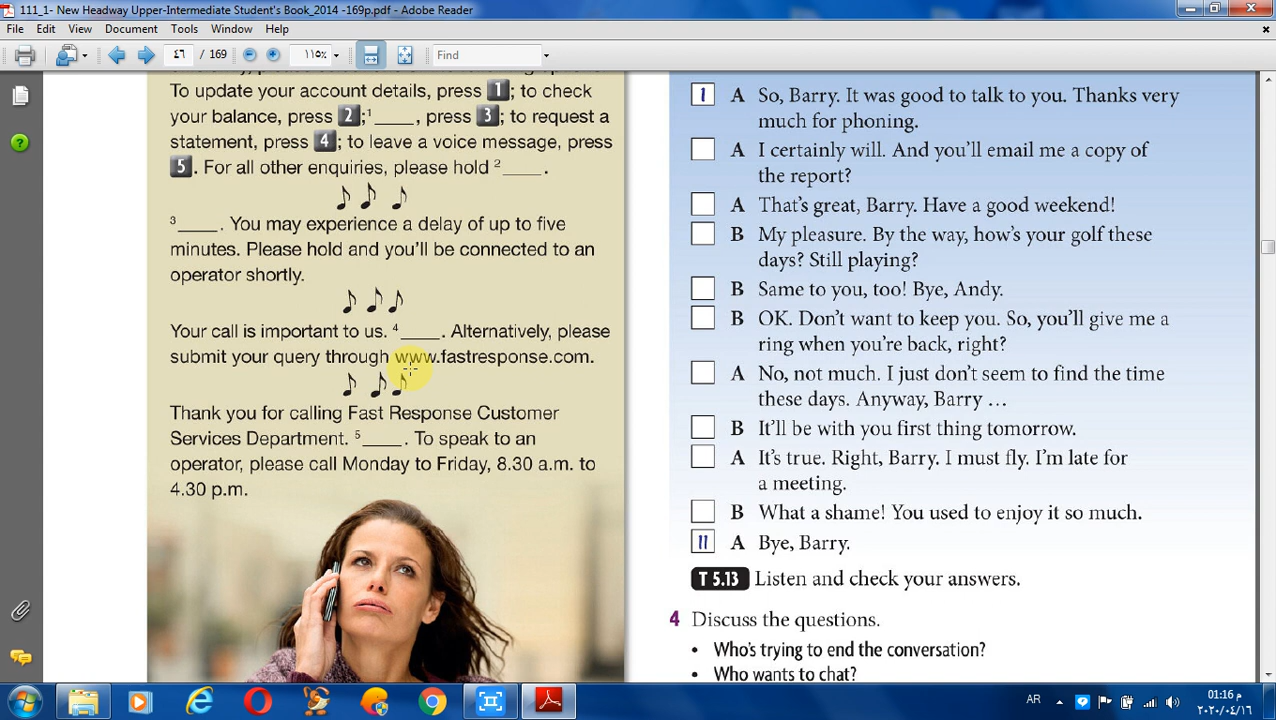 111_1- New Headway Upper-Intermediate Student's Book_2014 -169p.pdf - Adobe Reader
File Edit View Document Tools Window Help
٤٦ / 169 ١١٥% Find
To update your account details, press 1; to check
your balance, press 2;¹____, press 3; to request a
statement, press 4; to leave a voice message, press
5. For all other enquiries, please hold ²____.
³____. You may experience a delay of up to five
minutes. Please hold and you'll be connected to an
operator shortly.
Your call is important to us. ⁴____. Alternatively, please
submit your query through www.fastresponse.com.
Thank you for calling Fast Response Customer
Services Department. ⁵____. To speak to an
operator, please call Monday to Friday, 8.30 a.m. to
4.30 p.m.
1 A So, Barry. It was good to talk to you. Thanks very
much for phoning.
A I certainly will. And you'll email me a copy of
the report?
A That's great, Barry. Have a good weekend!
B My pleasure. By the way, how's your golf these
days? Still playing?
B Same to you, too! Bye, Andy.
B OK. Don't want to keep you. So, you'll give me a
ring when you're back, right?
A No, not much. I just don't seem to find the time
these days. Anyway, Barry …
B It'll be with you first thing tomorrow.
A It's true. Right, Barry. I must fly. I'm late for
a meeting.
B What a shame! You used to enjoy it so much.
11 A Bye, Barry.
T 5.13 Listen and check your answers.
4 Discuss the questions.
• Who's trying to end the conversation?
• Who wants to chat?
AR
01:16 م
٢٠٢٠/٠٤/١٦